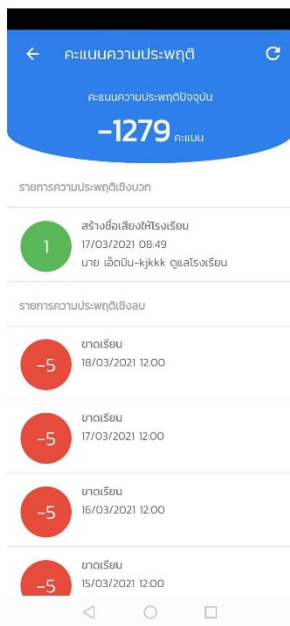 คะแนนความประพฤติ
คะแนนความประพฤติปัจจุบัน
-1279 คะแนน
รายการความประพฤติเชิงบวก
1
สร้างชื่อเสียงให้โรงเรียน
17/03/2021 08:49
นาย เอ็ดมิน-kjkkk ดูแลโรงเรียน
รายการความประพฤติเชิงลบ
-5
ขาดเรียน
18/03/2021 12:00
-5
ขาดเรียน
17/03/2021 12:00
-5
ขาดเรียน
16/03/2021 12:00
-5
ขาดเรียน
15/03/2021 12:00